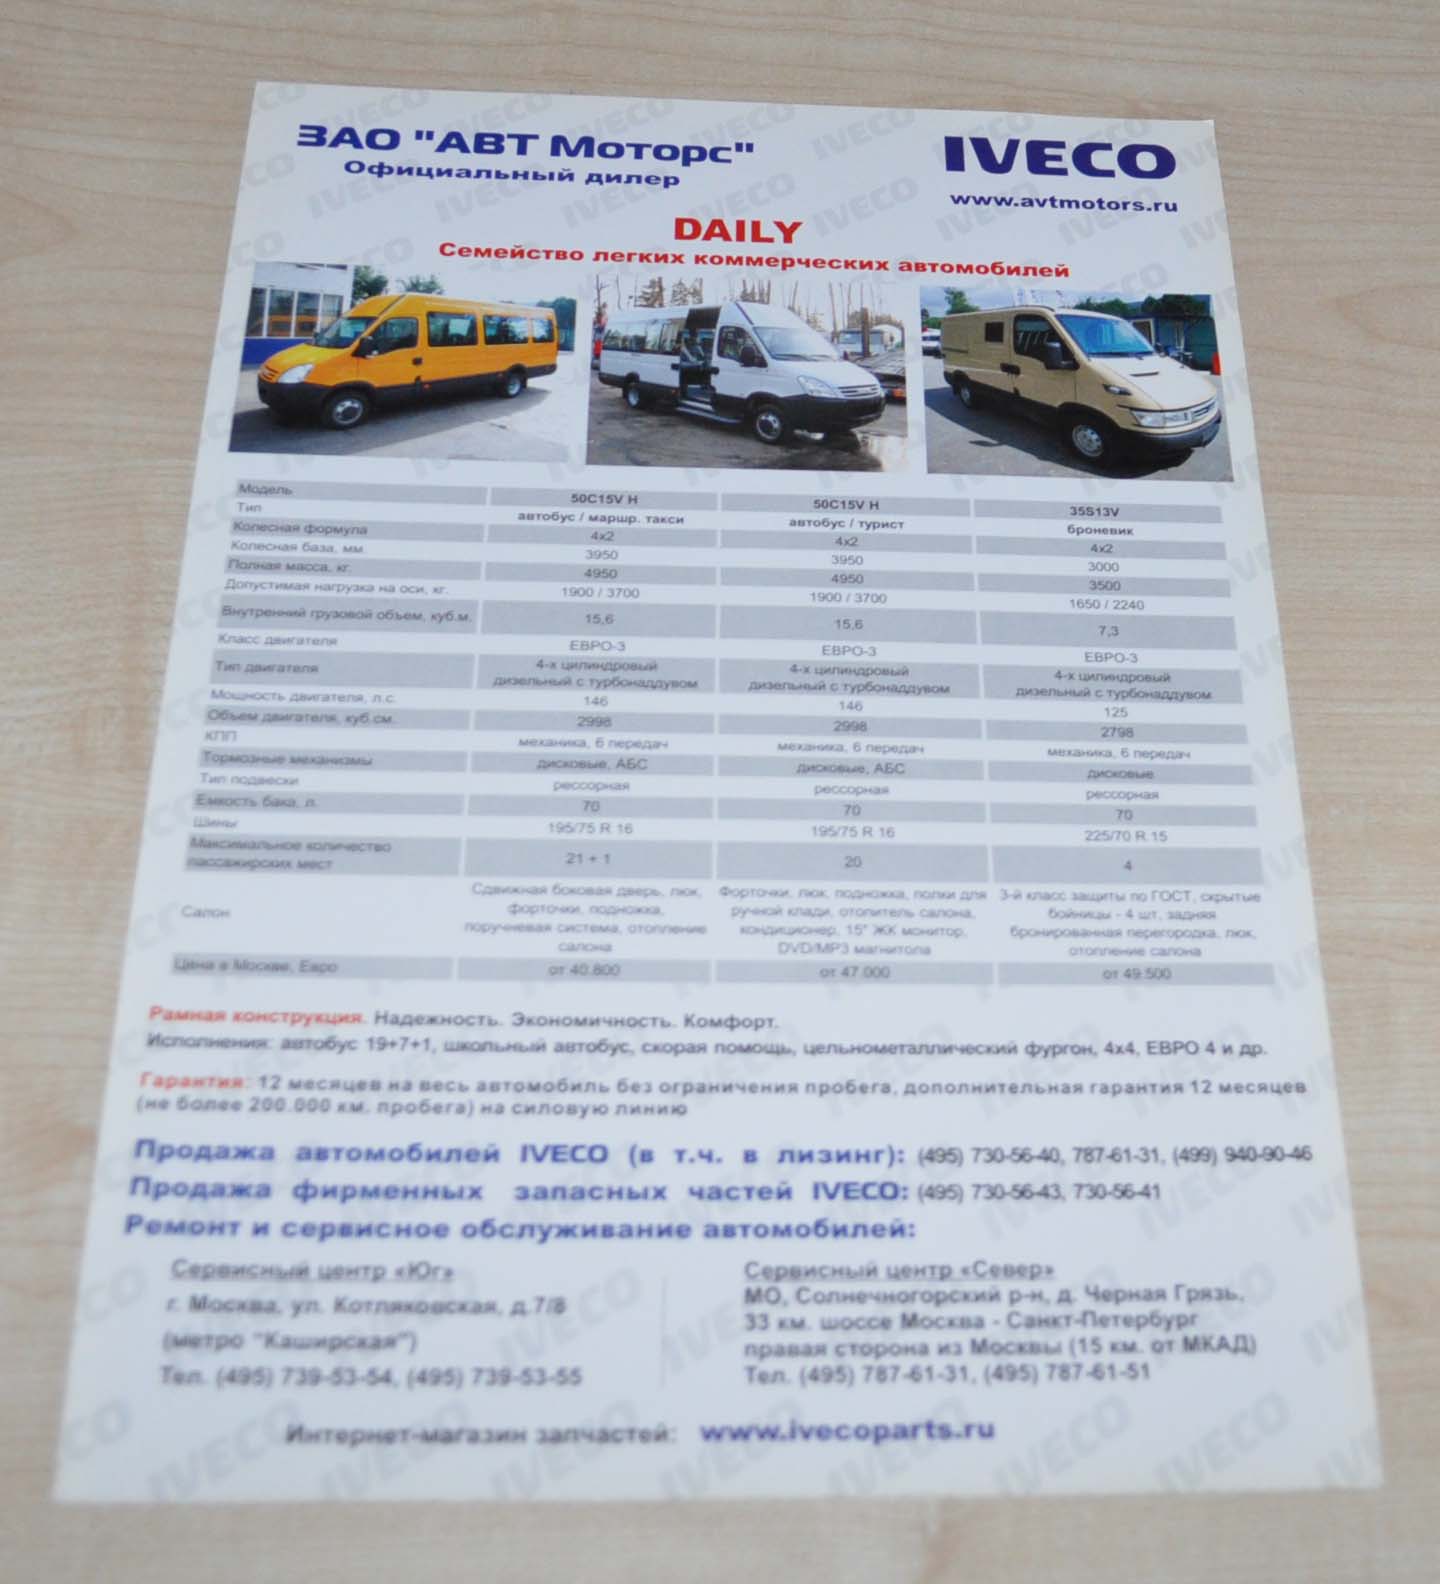 ЗАО "АВТ Моторс"
Официальный дилер
IVECO
www.avtmotors.ru
DAILY
Семейство легких коммерческих автомобилей
Модель 50C15V H 50C15V H 35S13V
Тип автобус / маршр. такси автобус / турист броневик
Колесная формула 4x2 4x2 4x2
Колесная база, мм. 3950 3950 3000
Полная масса, кг. 4950 4950 3500
Допустимая нагрузка на оси, кг. 1900 / 3700 1900 / 3700 1650 / 2240
Внутренний грузовой объем, куб.м. 15,6 15,6 7,3
Класс двигателя ЕВРО-3 ЕВРО-3 ЕВРО-3
Тип двигателя 4-х цилиндровый 4-х цилиндровый 4-х цилиндровый
дизельный с турбонаддувом дизельный с турбонаддувом дизельный с турбонаддувом
Мощность двигателя, л.с. 146 146 125
Объем двигателя, куб.см. 2998 2998 2798
КПП механика, 6 передач механика, 6 передач механика, 6 передач
Тормозные механизмы дисковые, АБС дисковые, АБС дисковые
Тип подвески рессорная рессорная рессорная
Емкость бака, л. 70 70 70
Шины 195/75 R 16 195/75 R 16 225/70 R 15
Максимальное количество
пассажирских мест 21 + 1 20 4
Салон
Сдвижная боковая дверь, люк,
форточки, подножка,
поручневая система, отопление
салона
Форточки, люк, подножка, полки для
ручной клади, отопитель салона,
кондиционер, 15" ЖК монитор,
DVD/MP3 магнитола
3-й класс защиты по ГОСТ, скрытые
бойницы - 4 шт, задняя
бронированная перегородка, люк,
отопление салона
Цена в Москве, Евро от 40.800 от 47.000 от 49.500
Рамная конструкция. Надежность. Экономичность. Комфорт.
Исполнения: автобус 19+7+1, школьный автобус, скорая помощь, цельнометаллический фургон, 4x4, ЕВРО 4 и др.
Гарантия: 12 месяцев на весь автомобиль без ограничения пробега, дополнительная гарантия 12 месяцев
(не более 200.000 км. пробега) на силовую линию
Продажа автомобилей IVECO (в т.ч. в лизинг): (495) 730-56-40, 787-61-31, (499) 940-90-46
Продажа фирменных запасных частей IVECO: (495) 730-56-43, 730-56-41
Ремонт и сервисное обслуживание автомобилей:
Сервисный центр «Юг»
г. Москва, ул. Котляковская, д.7/8
(метро "Каширская")
Тел. (495) 739-53-54, (495) 739-53-55
Сервисный центр «Север»
МО, Солнечногорский р-н, д. Черная Грязь,
33 км. шоссе Москва - Санкт-Петербург
правая сторона из Москвы (15 км. от МКАД)
Тел. (495) 787-61-31, (495) 787-61-51
Интернет-магазин запчастей: www.ivecoparts.ru